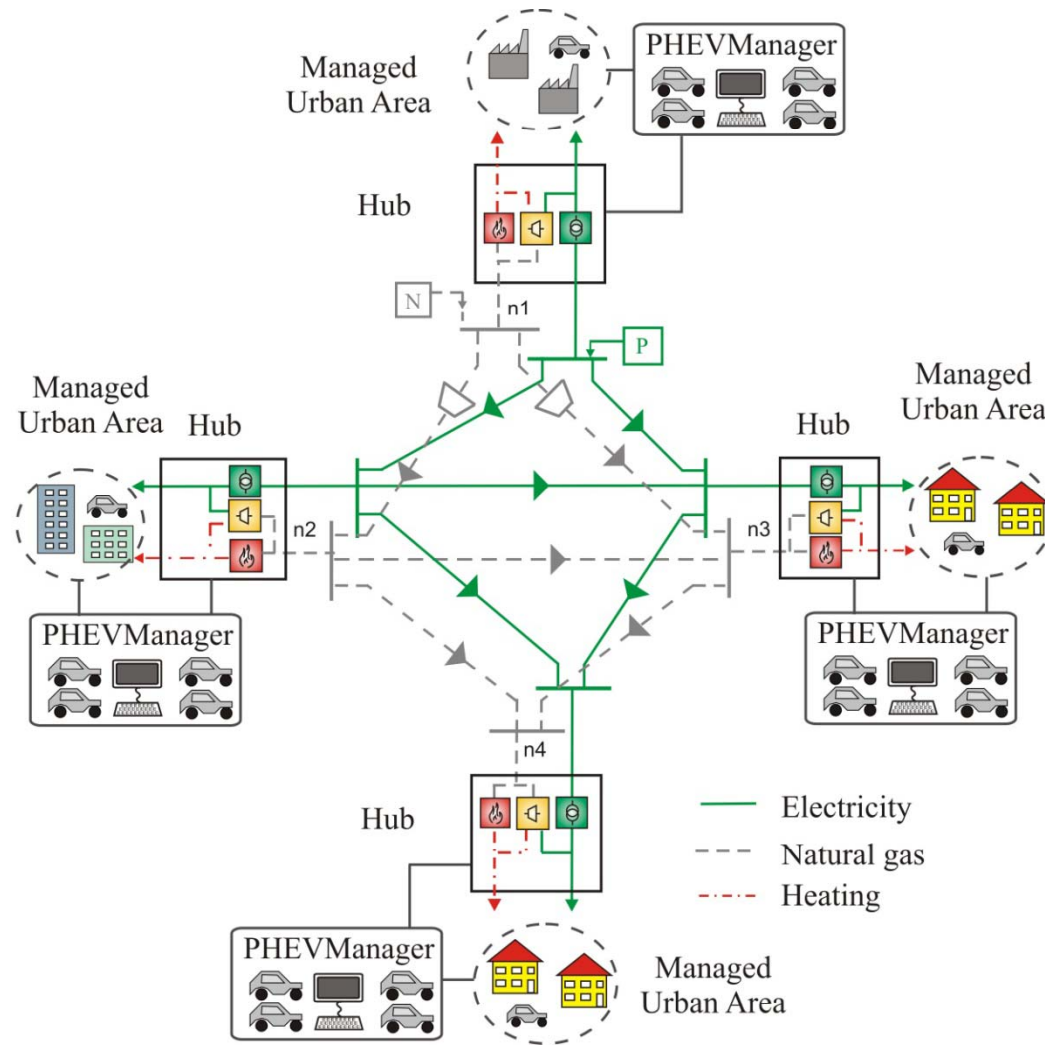 PHEVManager
Managed
Urban Area
Hub
N
n1
P
Managed
Urban Area
Hub
Managed
Urban Area
Hub
n2
n3
PHEVManager
PHEVManager
n4
Hub
Electricity
Natural gas
Heating
PHEVManager
Managed
Urban Area